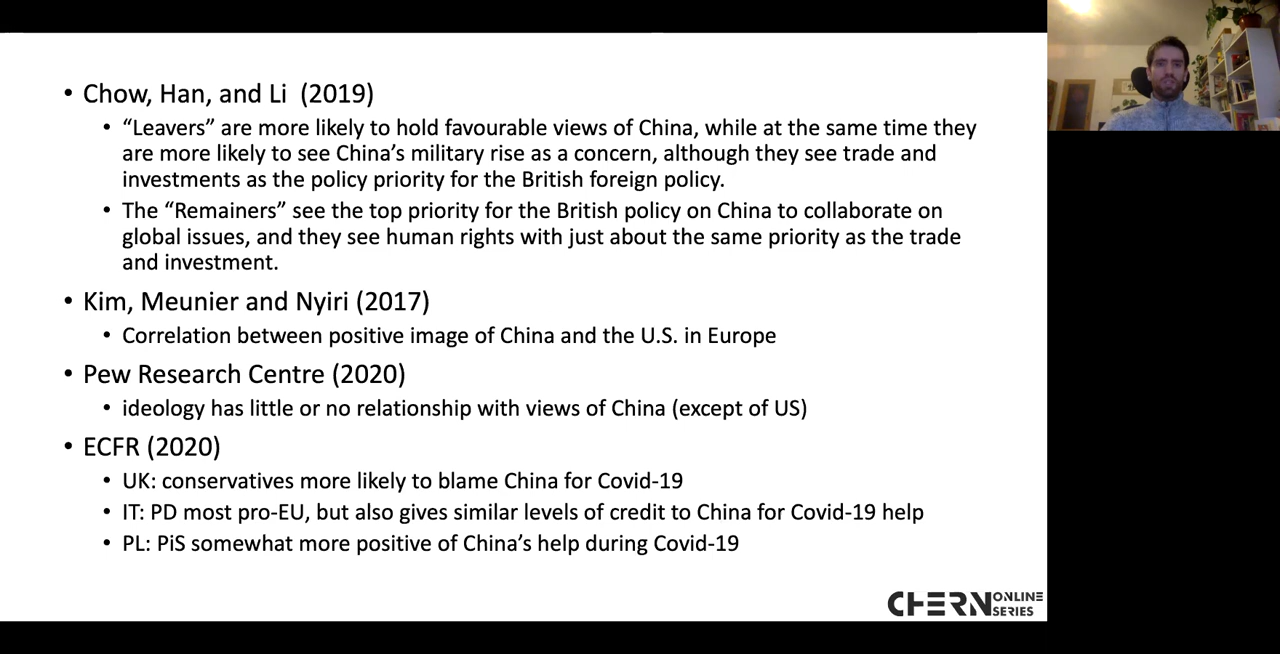 • Chow, Han, and Li (2019)
• “Leavers” are more likely to hold favourable views of China, while at the same time they
are more likely to see China’s military rise as a concern, although they see trade and
investments as the policy priority for the British foreign policy.
• The “Remainers” see the top priority for the British policy on China to collaborate on
global issues, and they see human rights with just about the same priority as the trade
and investment.
• Kim, Meunier and Nyiri (2017)
• Correlation between positive image of China and the U.S. in Europe
• Pew Research Centre (2020)
• ideology has little or no relationship with views of China (except of US)
• ECFR (2020)
• UK: conservatives more likely to blame China for Covid-19
• IT: PD most pro-EU, but also gives similar levels of credit to China for Covid-19 help
• PL: PiS somewhat more positive of China’s help during Covid-19
CHERN ONLINE
SERIES